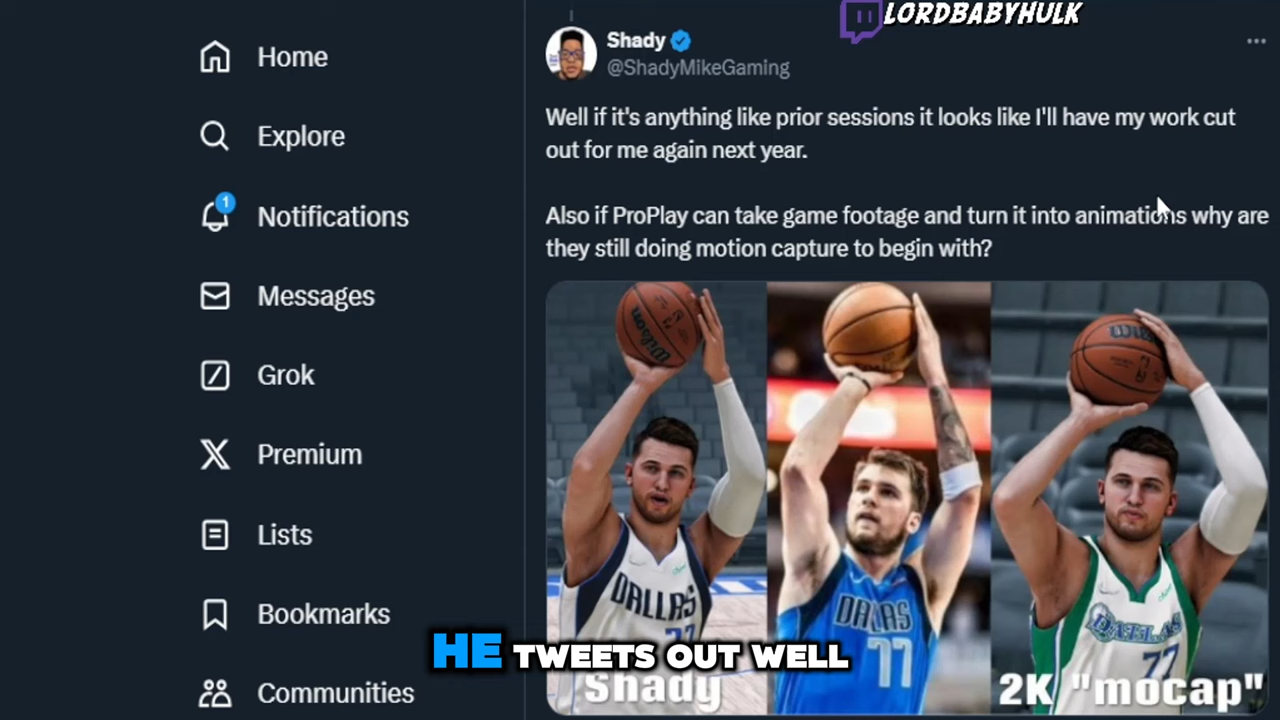 LORDBABYHULK
Home
Explore
1
Notifications
Messages
Grok
Premium
Lists
Bookmarks
Communities
Shady
@ShadyMikeGaming
Well if it's anything like prior sessions it looks like I'll have my work cut
out for me again next year.
Also if ProPlay can take game footage and turn it into animations why are
they still doing motion capture to begin with?
Wilson
DALLAS
77
DALLAS
77
DALLAS
77
Shady
2K "mocap"
HE TWEETS OUT WELL